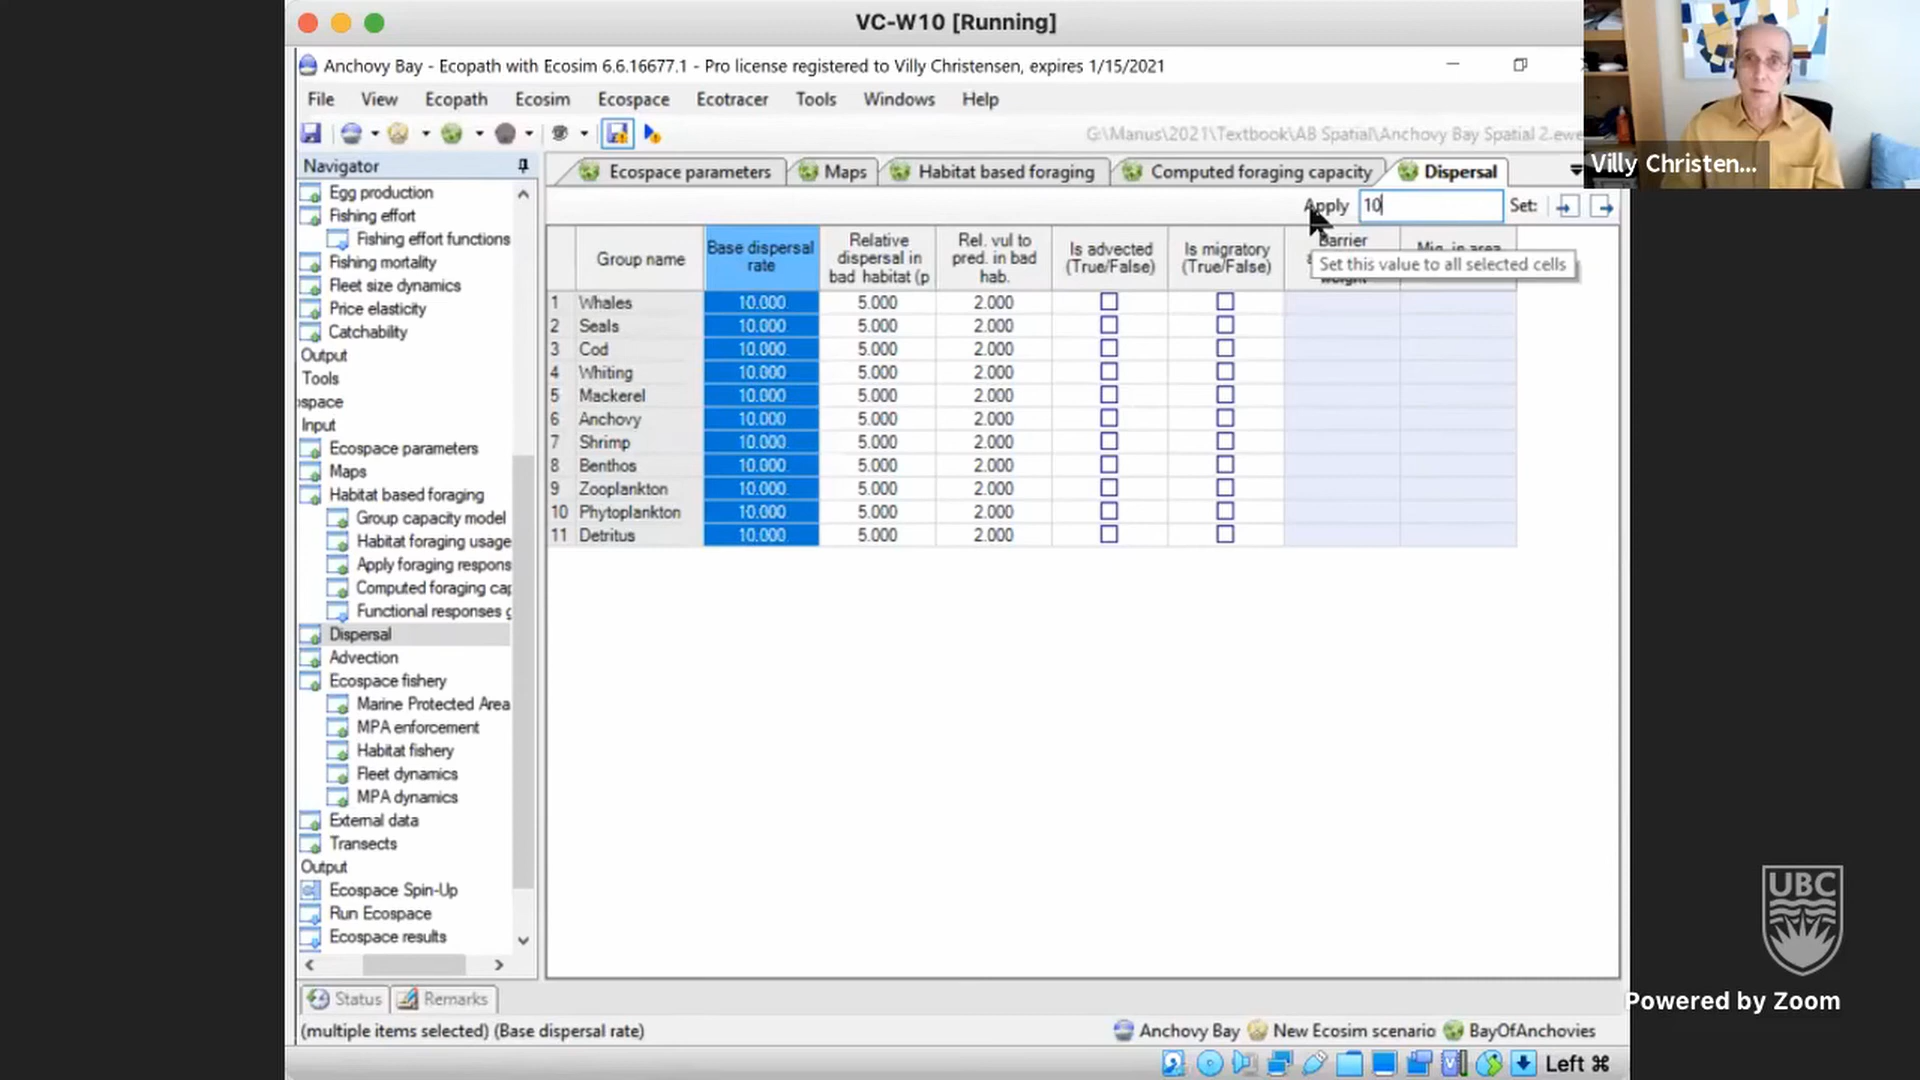 VC-W10 [Running]
Anchovy Bay - Ecopath with Ecosim 6.6.16677.1 - Pro license registered to Villy Christensen, expires 1/15/2021
File View Ecopath Ecosim Ecospace Ecotracer Tools Windows Help
G:\Manus\2021\Textbook\AB Spatial\Anchovy Bay Spatial 2.ewe
Villy Christen...
Navigator
Ecospace parameters Maps Habitat based foraging Computed foraging capacity Dispersal
Apply 10 Set:
Set this value to all selected cells
Egg production
Fishing effort
Fishing effort functions
Fishing mortality
Fleet size dynamics
Price elasticity
Catchability
Output
Tools
ospace
Input
Ecospace parameters
Maps
Habitat based foraging
Group capacity model
Habitat foraging usage
Apply foraging respons
Computed foraging cap
Functional responses g
Dispersal
Advection
Ecospace fishery
Marine Protected Area
MPA enforcement
Habitat fishery
Fleet dynamics
MPA dynamics
External data
Transects
Output
Ecospace Spin-Up
Run Ecospace
Ecospace results
Group name
Base dispersal rate
Relative dispersal in bad habitat (p
Rel. vul to pred. in bad hab.
Is advected (True/False)
Is migratory (True/False)
Barrier
1 Whales 10.000 5.000 2.000
2 Seals 10.000 5.000 2.000
3 Cod 10.000 5.000 2.000
4 Whiting 10.000 5.000 2.000
5 Mackerel 10.000 5.000 2.000
6 Anchovy 10.000 5.000 2.000
7 Shrimp 10.000 5.000 2.000
8 Benthos 10.000 5.000 2.000
9 Zooplankton 10.000 5.000 2.000
10 Phytoplankton 10.000 5.000 2.000
11 Detritus 10.000 5.000 2.000
Status Remarks
(multiple items selected) (Base dispersal rate)
Anchovy Bay New Ecosim scenario BayOfAnchovies
Left ⌘
UBC
Powered by Zoom